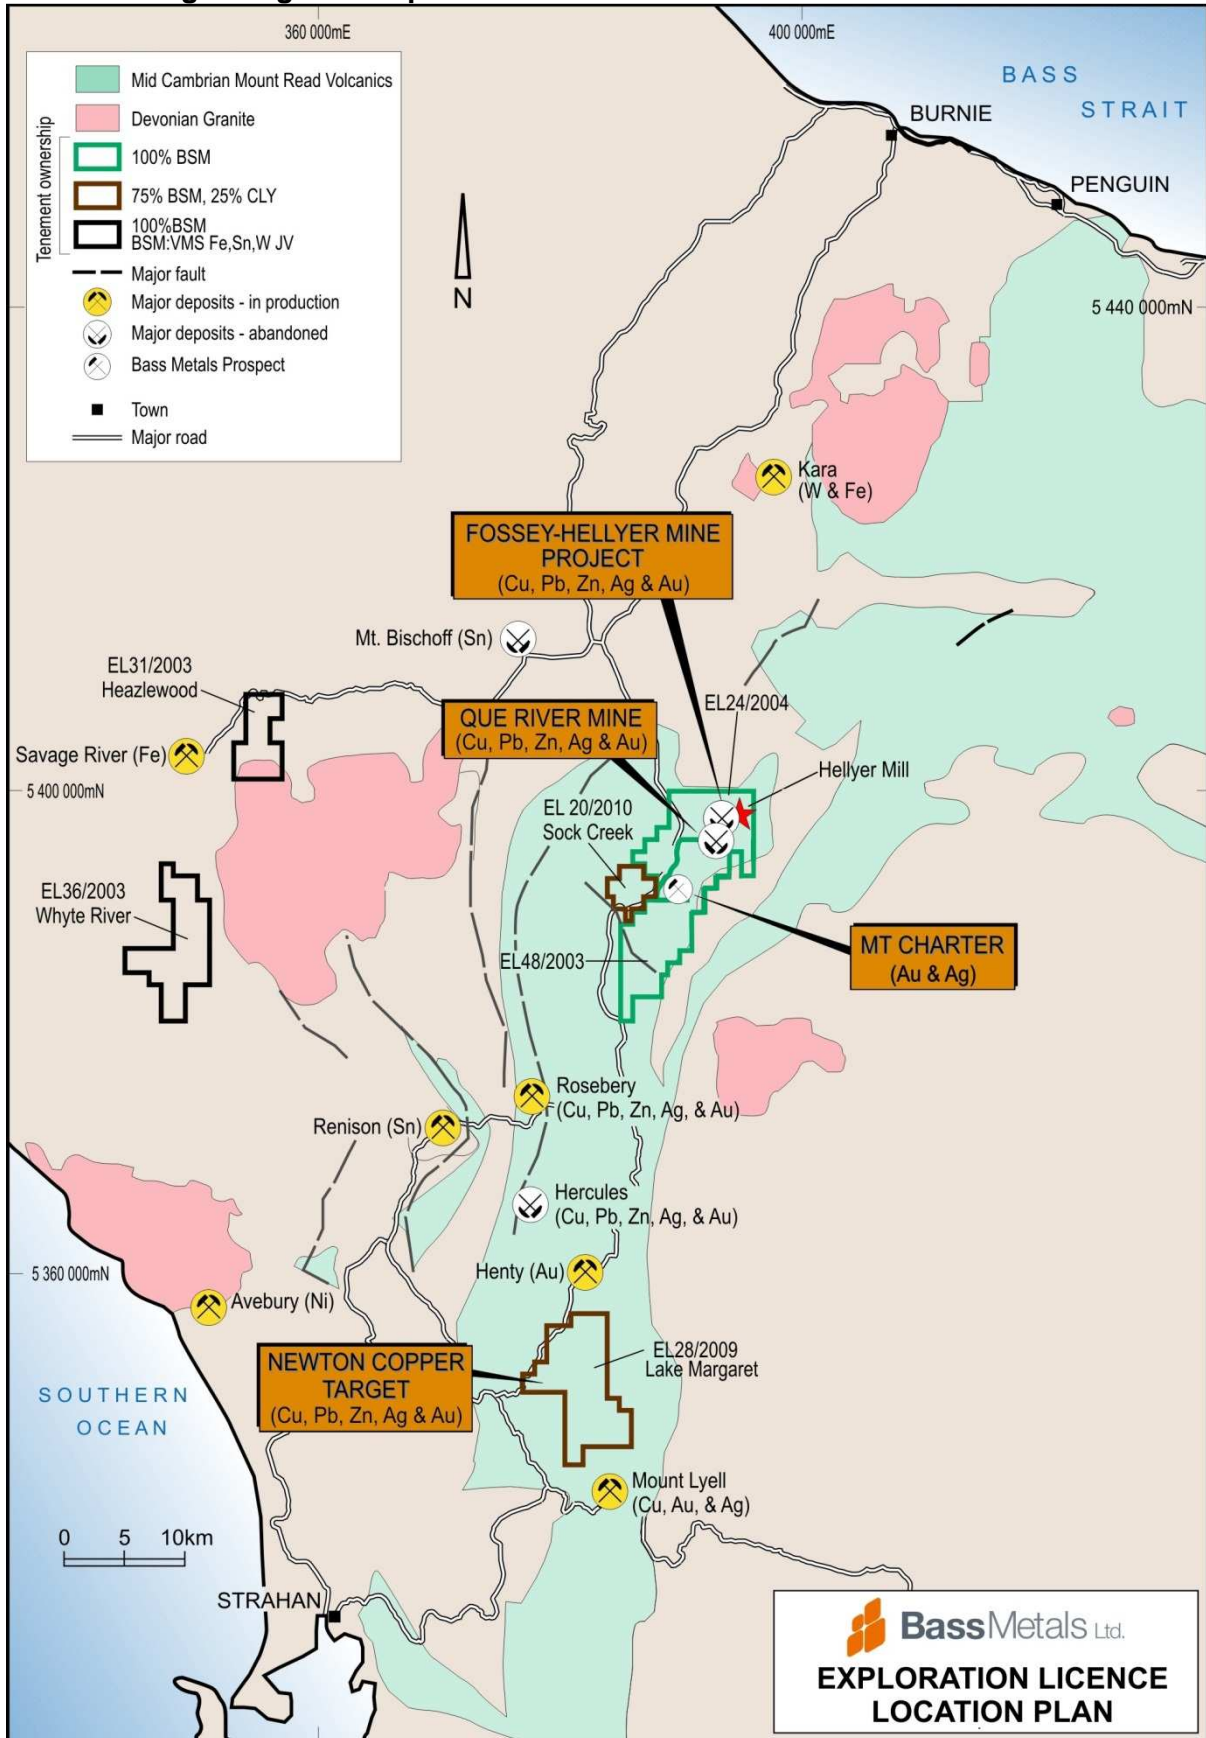 360 000mE
400 000mE
BASS
STRAIT
BURNIE
PENGUIN
Mid Cambrian Mount Read Volcanics
Devonian Granite
Tenement ownership
100% BSM
75% BSM, 25% CLY
100%BSM
BSM:VMS Fe,Sn,W JV
Major fault
Major deposits - in production
Major deposits - abandoned
Bass Metals Prospect
Town
Major road
N
5 440 000mN
Kara
(W & Fe)
FOSSEY-HELLYER MINE
PROJECT
(Cu, Pb, Zn, Ag & Au)
Mt. Bischoff (Sn)
EL31/2003
Heazlewood
EL24/2004
QUE RIVER MINE
(Cu, Pb, Zn, Ag & Au)
Savage River (Fe)
Hellyer Mill
5 400 000mN
EL 20/2010
Sock Creek
EL36/2003
Whyte River
EL48/2003
MT CHARTER
(Au & Ag)
Rosebery
(Cu, Pb, Zn, Ag, & Au)
Renison (Sn)
Hercules
(Cu, Pb, Zn, Ag, & Au)
5 360 000mN
Henty (Au)
Avebury (Ni)
EL28/2009
Lake Margaret
NEWTON COPPER
TARGET
(Cu, Pb, Zn, Ag & Au)
SOUTHERN
OCEAN
Mount Lyell
(Cu, Au, & Ag)
0 5 10km
STRAHAN
BassMetals Ltd.
EXPLORATION LICENCE
LOCATION PLAN